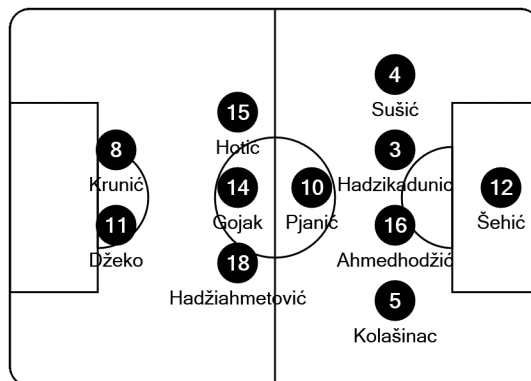 4
Sušić
15
Hotić
8
Krunić
3
Hadzikadunic
14
Gojak
10
Pjanić
12
Šehić
11
Džeko
16
Ahmedhodžić
18
Hadžiahmetović
5
Kolašinac